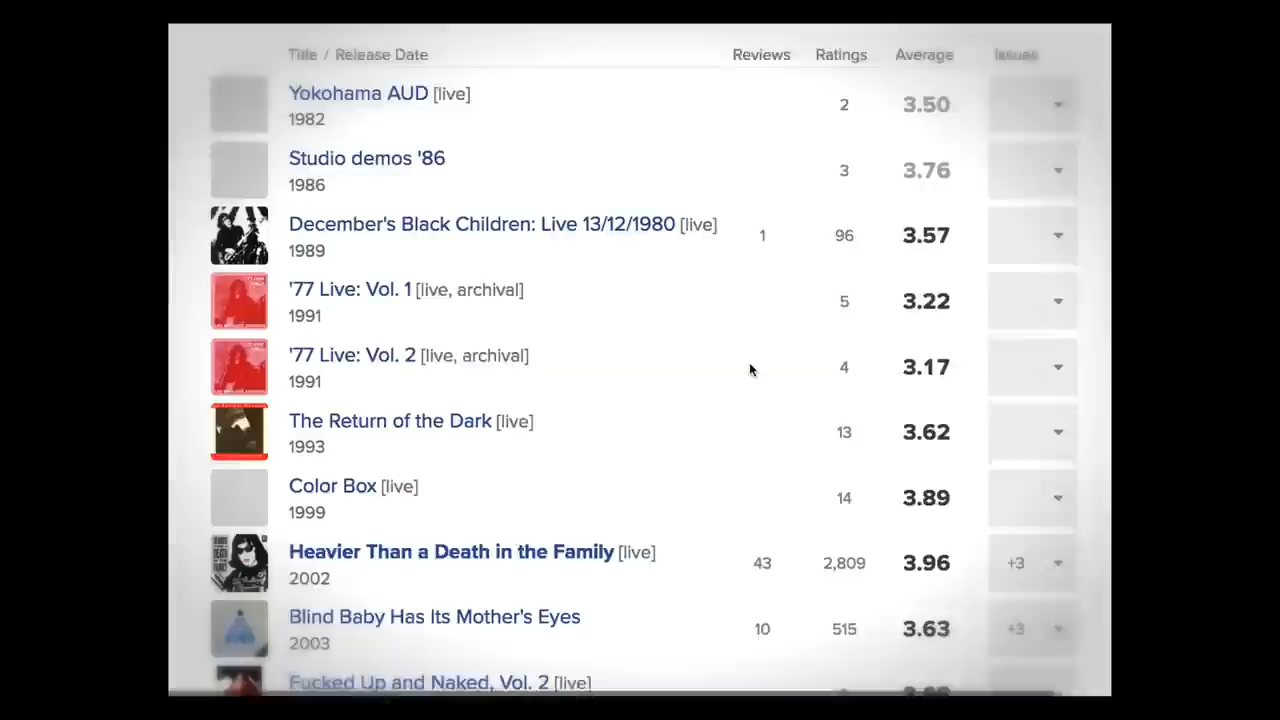 Title / Release Date Reviews Ratings Average Issues
Yokohama AUD [live]
1982
2 3.50
Studio demos '86
1986
3 3.76
December's Black Children: Live 13/12/1980 [live]
1989
1 96 3.57
'77 Live: Vol. 1 [live, archival]
1991
5 3.22
'77 Live: Vol. 2 [live, archival]
1991
4 3.17
The Return of the Dark [live]
1993
13 3.62
Color Box [live]
1999
14 3.89
Heavier Than a Death in the Family [live]
2002
43 2,809 3.96 +3
Blind Baby Has Its Mother's Eyes
2003
10 515 3.63 +3
Fucked Up and Naked, Vol. 2 [live]